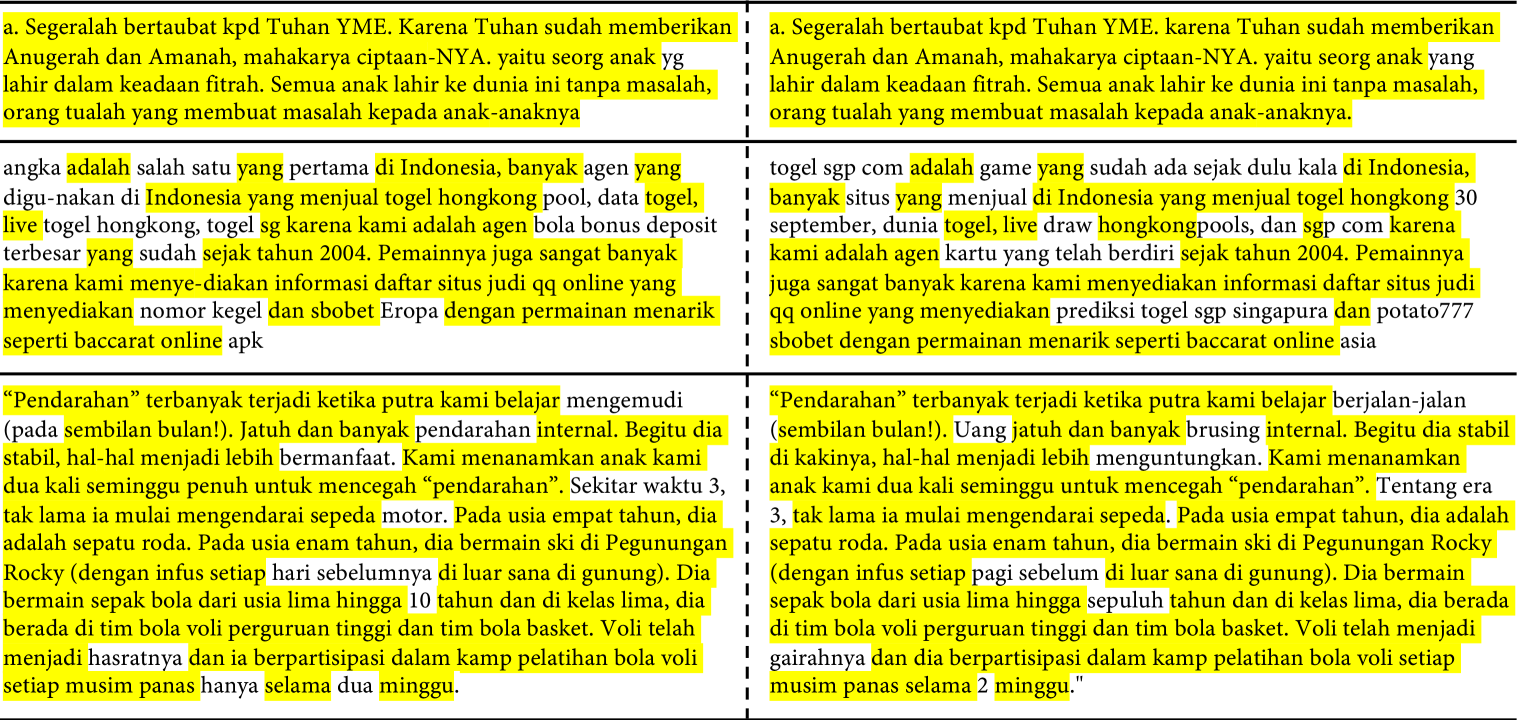 a. Segeralah bertaubat kpd Tuhan YME. Karena Tuhan sudah memberikan
Anugerah dan Amanah, mahakarya ciptaan-NYA. yaitu seorg anak yg
lahir dalam keadaan fitrah. Semua anak lahir ke dunia ini tanpa masalah,
orang tualah yang membuat masalah kepada anak-anaknya
a. Segeralah bertaubat kpd Tuhan YME. karena Tuhan sudah memberikan
Anugerah dan Amanah, mahakarya ciptaan-NYA. yaitu seorg anak yang
lahir dalam keadaan fitrah. Semua anak lahir ke dunia ini tanpa masalah,
orang tualah yang membuat masalah kepada anak-anaknya.
angka adalah salah satu yang pertama di Indonesia, banyak agen yang
digu-nakan di Indonesia yang menjual togel hongkong pool, data togel,
live togel hongkong, togel sg karena kami adalah agen bola bonus deposit
terbesar yang sudah sejak tahun 2004. Pemainnya juga sangat banyak
karena kami menye-diakan informasi daftar situs judi qq online yang
menyediakan nomor kegel dan sbobet Eropa dengan permainan menarik
seperti baccarat online apk
togel sgp com adalah game yang sudah ada sejak dulu kala di Indonesia,
banyak situs yang menjual di Indonesia yang menjual togel hongkong 30
september, dunia togel, live draw hongkongpools, dan sgp com karena
kami adalah agen kartu yang telah berdiri sejak tahun 2004. Pemainnya
juga sangat banyak karena kami menyediakan informasi daftar situs judi
qq online yang menyediakan prediksi togel sgp singapura dan potato777
sbobet dengan permainan menarik seperti baccarat online asia
“Pendarahan” terbanyak terjadi ketika putra kami belajar mengemudi
(pada sembilan bulan!). Jatuh dan banyak pendarahan internal. Begitu dia
stabil, hal-hal menjadi lebih bermanfaat. Kami menanamkan anak kami
dua kali seminggu penuh untuk mencegah “pendarahan”. Sekitar waktu 3,
tak lama ia mulai mengendarai sepeda motor. Pada usia empat tahun, dia
adalah sepatu roda. Pada usia enam tahun, dia bermain ski di Pegunungan
Rocky (dengan infus setiap hari sebelumnya di luar sana di gunung). Dia
bermain sepak bola dari usia lima hingga 10 tahun dan di kelas lima, dia
berada di tim bola voli perguruan tinggi dan tim bola basket. Voli telah
menjadi hasratnya dan ia berpartisipasi dalam kamp pelatihan bola voli
setiap musim panas hanya selama dua minggu.
“Pendarahan” terbanyak terjadi ketika putra kami belajar berjalan-jalan
(sembilan bulan!). Uang jatuh dan banyak brusing internal. Begitu dia stabil
di kakinya, hal-hal menjadi lebih menguntungkan. Kami menanamkan
anak kami dua kali seminggu untuk mencegah “pendarahan”. Tentang era
3, tak lama ia mulai mengendarai sepeda. Pada usia empat tahun, dia adalah
sepatu roda. Pada usia enam tahun, dia bermain ski di Pegunungan Rocky
(dengan infus setiap pagi sebelum di luar sana di gunung). Dia bermain
sepak bola dari usia lima hingga sepuluh tahun dan di kelas lima, dia berada
di tim bola voli perguruan tinggi dan tim bola basket. Voli telah menjadi
gairahnya dan dia berpartisipasi dalam kamp pelatihan bola voli setiap
musim panas selama 2 minggu."